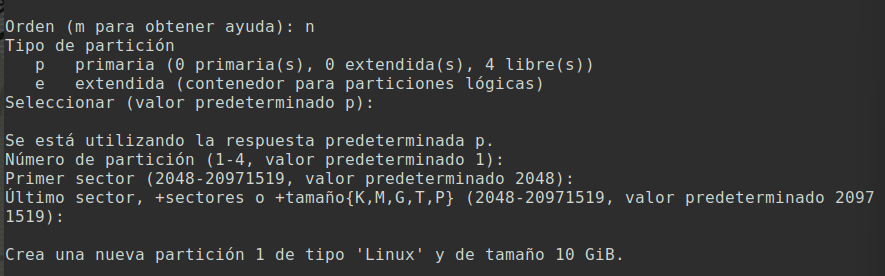 Orden (m para obtener ayuda): n
Tipo de partición
   p   primaria (0 primaria(s), 0 extendida(s), 4 libre(s))
   e   extendida (contenedor para particiones lógicas)
Seleccionar (valor predeterminado p):

Se está utilizando la respuesta predeterminada p.
Número de partición (1-4, valor predeterminado 1):
Primer sector (2048-20971519, valor predeterminado 2048):
Último sector, +sectores o +tamaño{K,M,G,T,P} (2048-20971519, valor predeterminado 2097
1519):

Crea una nueva partición 1 de tipo 'Linux' y de tamaño 10 GiB.